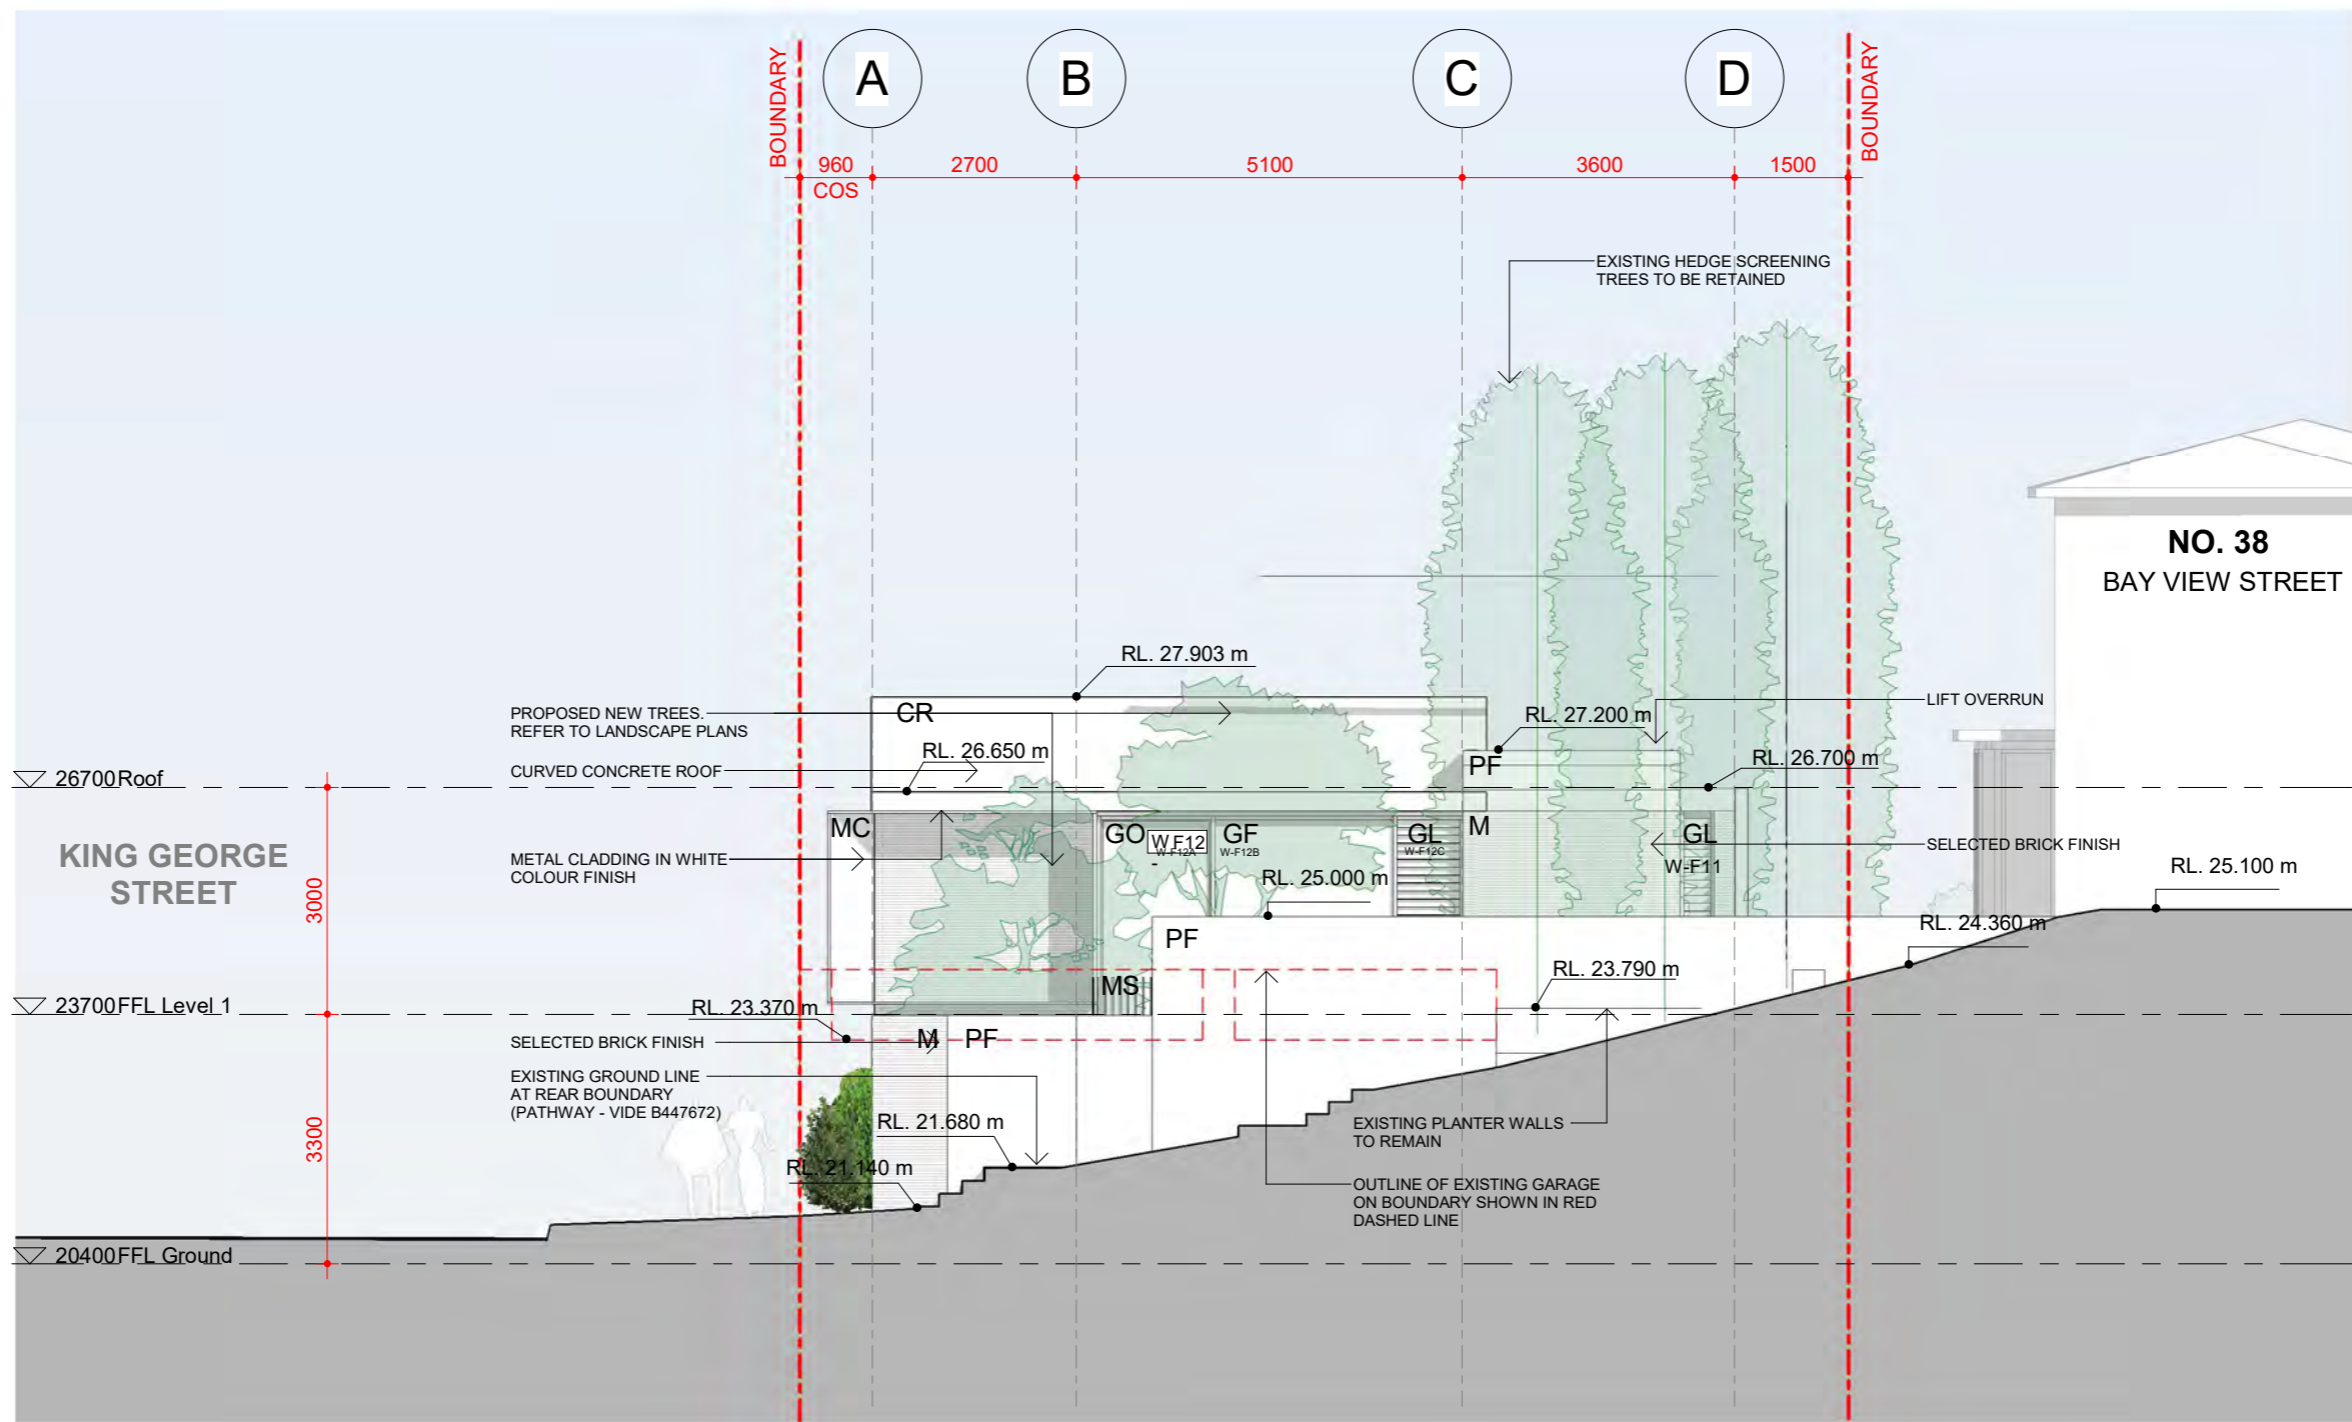 BOUNDARY
A
B
C
D
BOUNDARY
960
2700
5100
3600
1500
COS
EXISTING HEDGE SCREENING
TREES TO BE RETAINED
NO. 38
BAY VIEW STREET
RL. 27.903 m
PROPOSED NEW TREES.
REFER TO LANDSCAPE PLANS
CR
RL. 27.200 m
LIFT OVERRUN
RL. 26.650 m
CURVED CONCRETE ROOF
PF
RL. 26.700 m
26700 Roof
KING GEORGE
STREET
3000
METAL CLADDING IN WHITE
COLOUR FINISH
MC
GO
W F12
W-F12A
-
GF
W-F12B
GL
W-F12C
M
GL
W-F11
SELECTED BRICK FINISH
RL. 25.000 m
RL. 25.100 m
RL. 24.360 m
PF
RL. 23.790 m
MS
23700 FFL Level 1
RL. 23.370 m
SELECTED BRICK FINISH
M
PF
EXISTING GROUND LINE
AT REAR BOUNDARY
(PATHWAY - VIDE B447672)
3300
RL. 21.680 m
RL. 21.140 m
EXISTING PLANTER WALLS
TO REMAIN
OUTLINE OF EXISTING GARAGE
ON BOUNDARY SHOWN IN RED
DASHED LINE
20400 FFL Ground